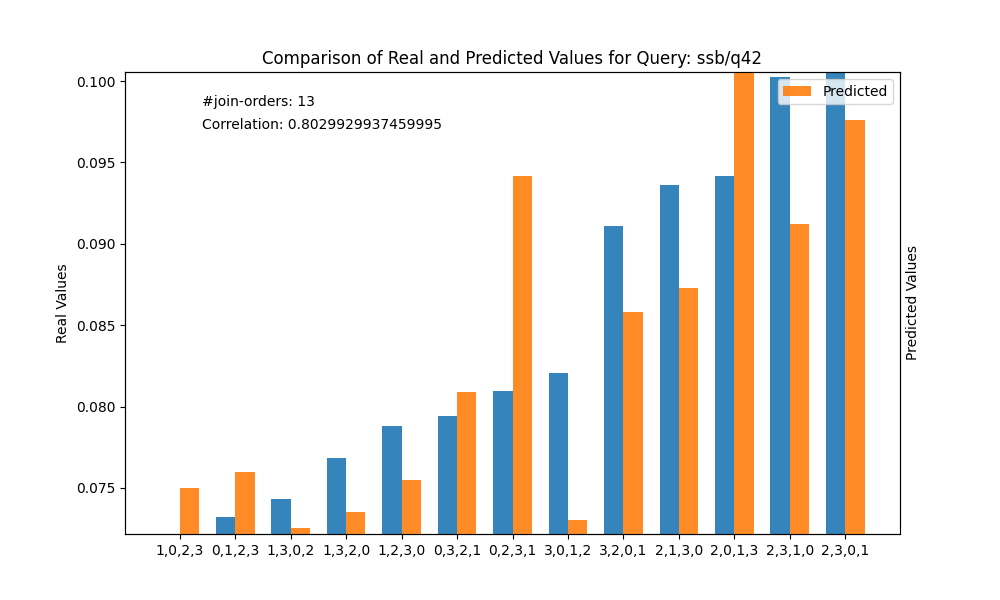 Comparison of Real and Predicted Values for Query: ssb/q42
#join-orders: 13
Correlation: 0.8029929937459995
Predicted
0.100
0.095
0.090
0.085
0.080
0.075
Real Values
Predicted Values
1,0,2,3 0,1,2,3 1,3,0,2 1,3,2,0 1,2,3,0 0,3,2,1 0,2,3,1 3,0,1,2 3,2,0,1 2,1,3,0 2,0,1,3 2,3,1,0 2,3,0,1